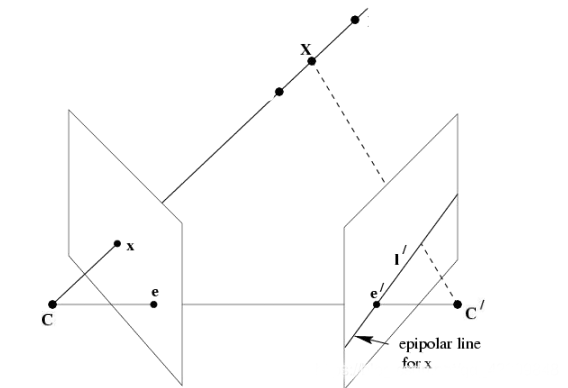 X
x
e
C
l′
e′
C′
epipolar line
for x